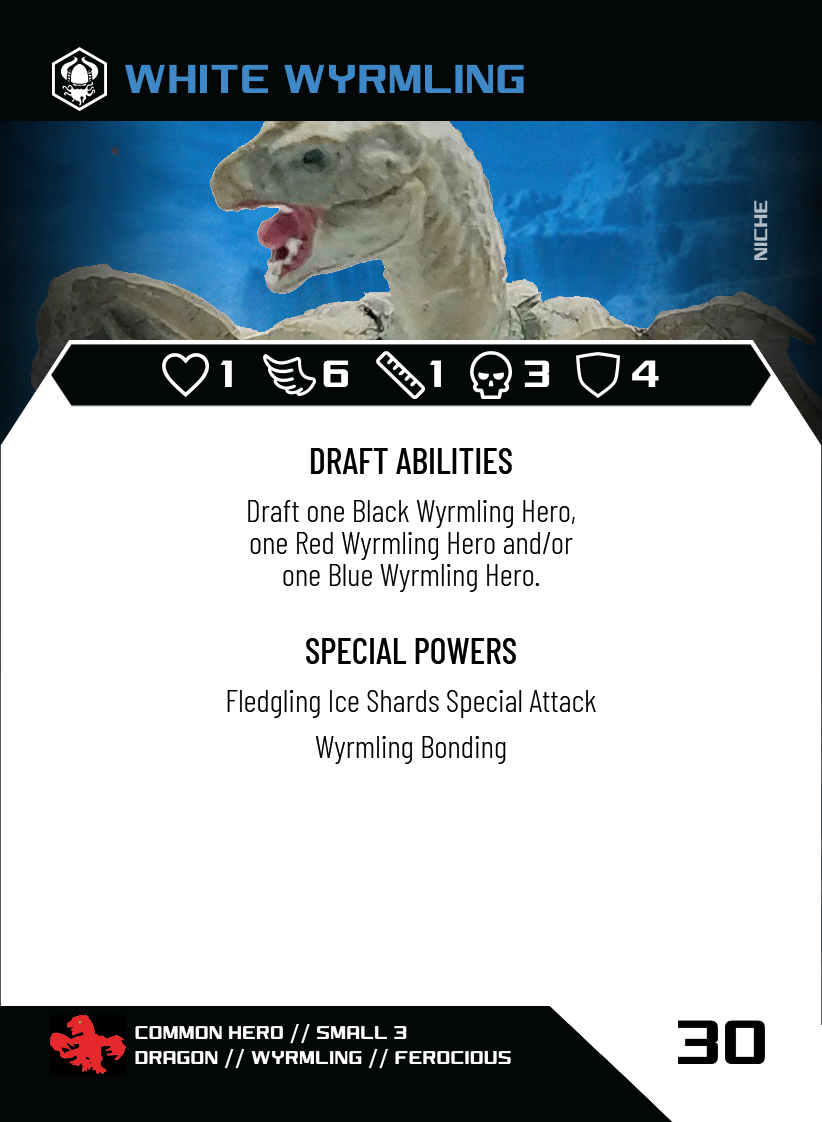 WHITE WYRMLING
NICHE
1 6 1 3 4
DRAFT ABILITIES
Draft one Black Wyrmling Hero,
one Red Wyrmling Hero and/or
one Blue Wyrmling Hero.
SPECIAL POWERS
Fledgling Ice Shards Special Attack
Wyrmling Bonding
COMMON HERO // SMALL 3
DRAGON // WYRMLING // FEROCIOUS
30